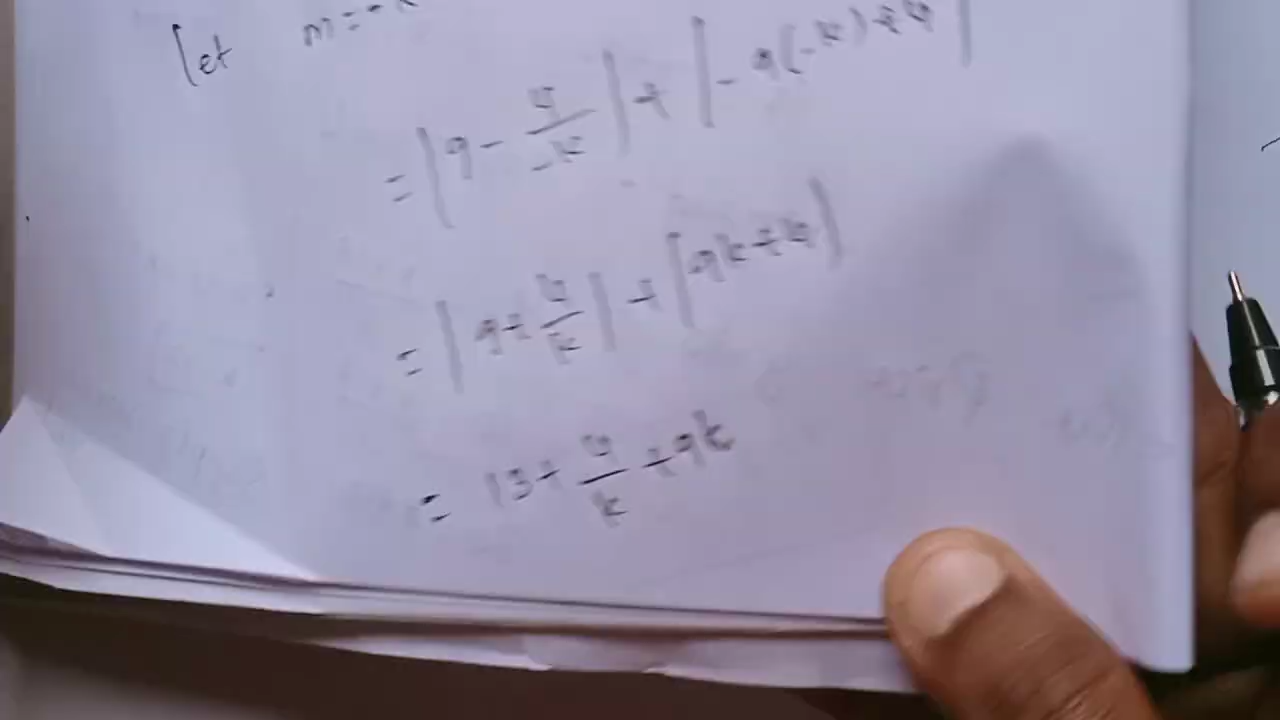 let m = -k
= |9 - 4/-k| + |-9(-k) + 4|
= |9 + 4/k| + |9k + 4|
= 13 + 4/k + 9k